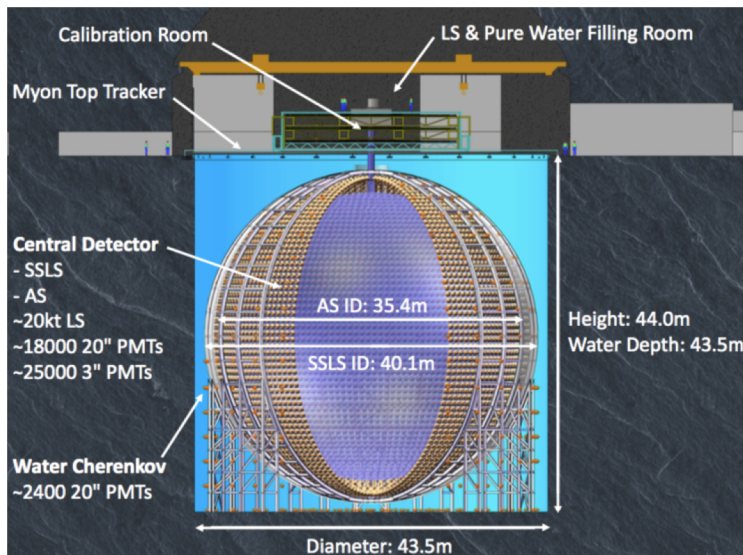 Calibration Room
LS & Pure Water Filling Room
Myon Top Tracker
Central Detector
- SSLS
- AS
~20kt LS
~18000 20" PMTs
~25000 3" PMTs
AS ID: 35.4m
SSLS ID: 40.1m
Height: 44.0m
Water Depth: 43.5m
Water Cherenkov
~2400 20" PMTs
Diameter: 43.5m